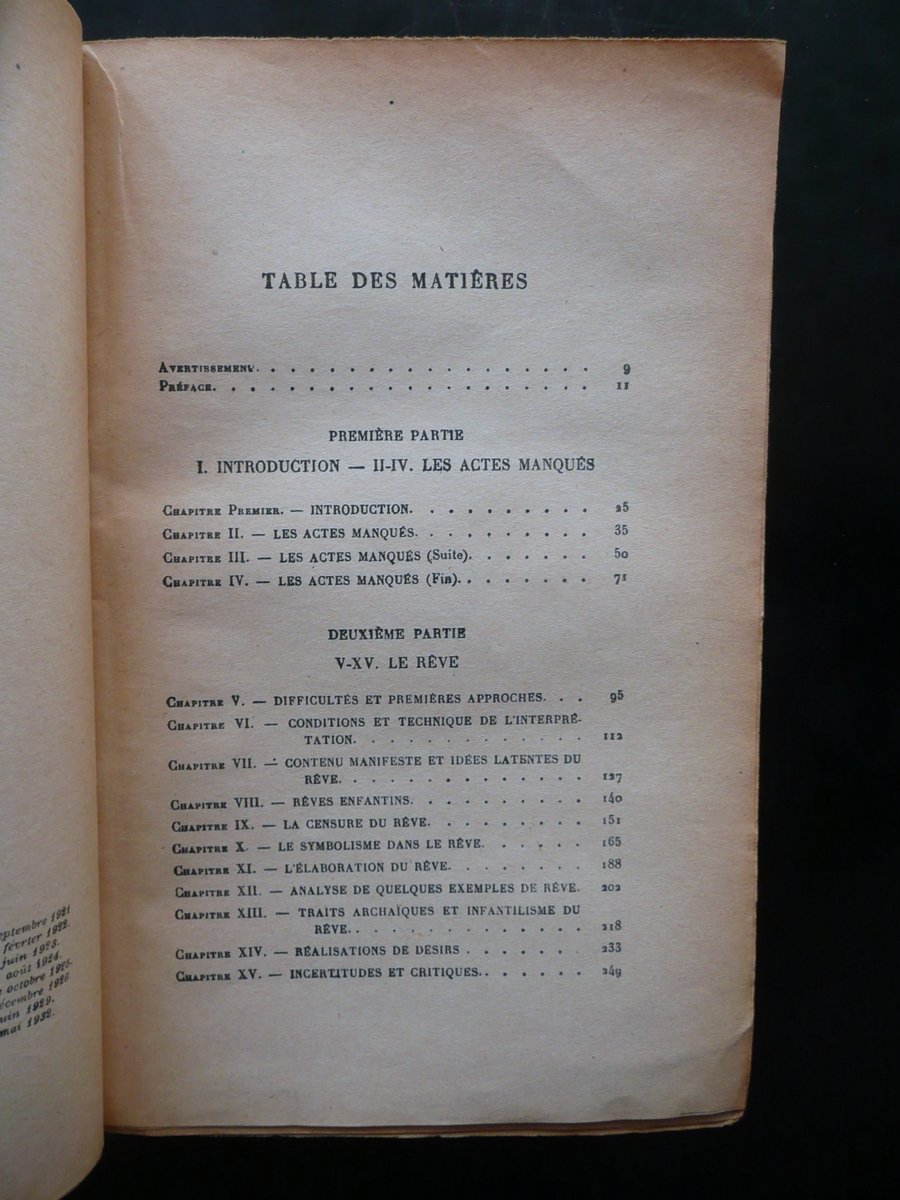 eptembre 1921
février 1922.
juin 1923.
août 1924.
octobre 1925.
écembre 1926
uin 1929.
mai 1932.
TABLE DES MATIÈRES
AVERTISSEMENT. . . . . . . . . . . . . . . . . . . 9
PRÉFACE. . . . . . . . . . . . . . . . . . . . . 11
PREMIÈRE PARTIE
I. INTRODUCTION — II-IV. LES ACTES MANQUÉS
CHAPITRE PREMIER. — INTRODUCTION. . . . . . . . . . 25
CHAPITRE II. — LES ACTES MANQUÉS. . . . . . . . . . 35
CHAPITRE III. — LES ACTES MANQUÉS (Suite). . . . . . . 50
CHAPITRE IV. — LES ACTES MANQUÉS (Fin). . . . . . . . 71
DEUXIÈME PARTIE
V-XV. LE RÊVE
CHAPITRE V. — DIFFICULTÉS ET PREMIÈRES APPROCHES. . . 95
CHAPITRE VI. — CONDITIONS ET TECHNIQUE DE L'INTERPRÉ-
TATION. . . . . . . . . . . . . 112
CHAPITRE VII. — CONTENU MANIFESTE ET IDÉES LATENTES DU
RÊVE. . . . . . . . . . . . . . 127
CHAPITRE VIII. — RÊVES ENFANTINS. . . . . . . . . . 140
CHAPITRE IX. — LA CENSURE DU RÊVE. . . . . . . . . 151
CHAPITRE X. — LE SYMBOLISME DANS LE RÊVE. . . . . . 165
CHAPITRE XI. — L'ÉLABORATION DU RÊVE. . . . . . . . 188
CHAPITRE XII. — ANALYSE DE QUELQUES EXEMPLES DE RÊVE. 202
CHAPITRE XIII. — TRAITS ARCHAÏQUES ET INFANTILISME DU
RÊVE. . . . . . . . . . . . . 218
CHAPITRE XIV. — RÉALISATIONS DE DÉSIRS . . . . . . . 233
CHAPITRE XV. — INCERTITUDES ET CRITIQUES. . . . . . . 249